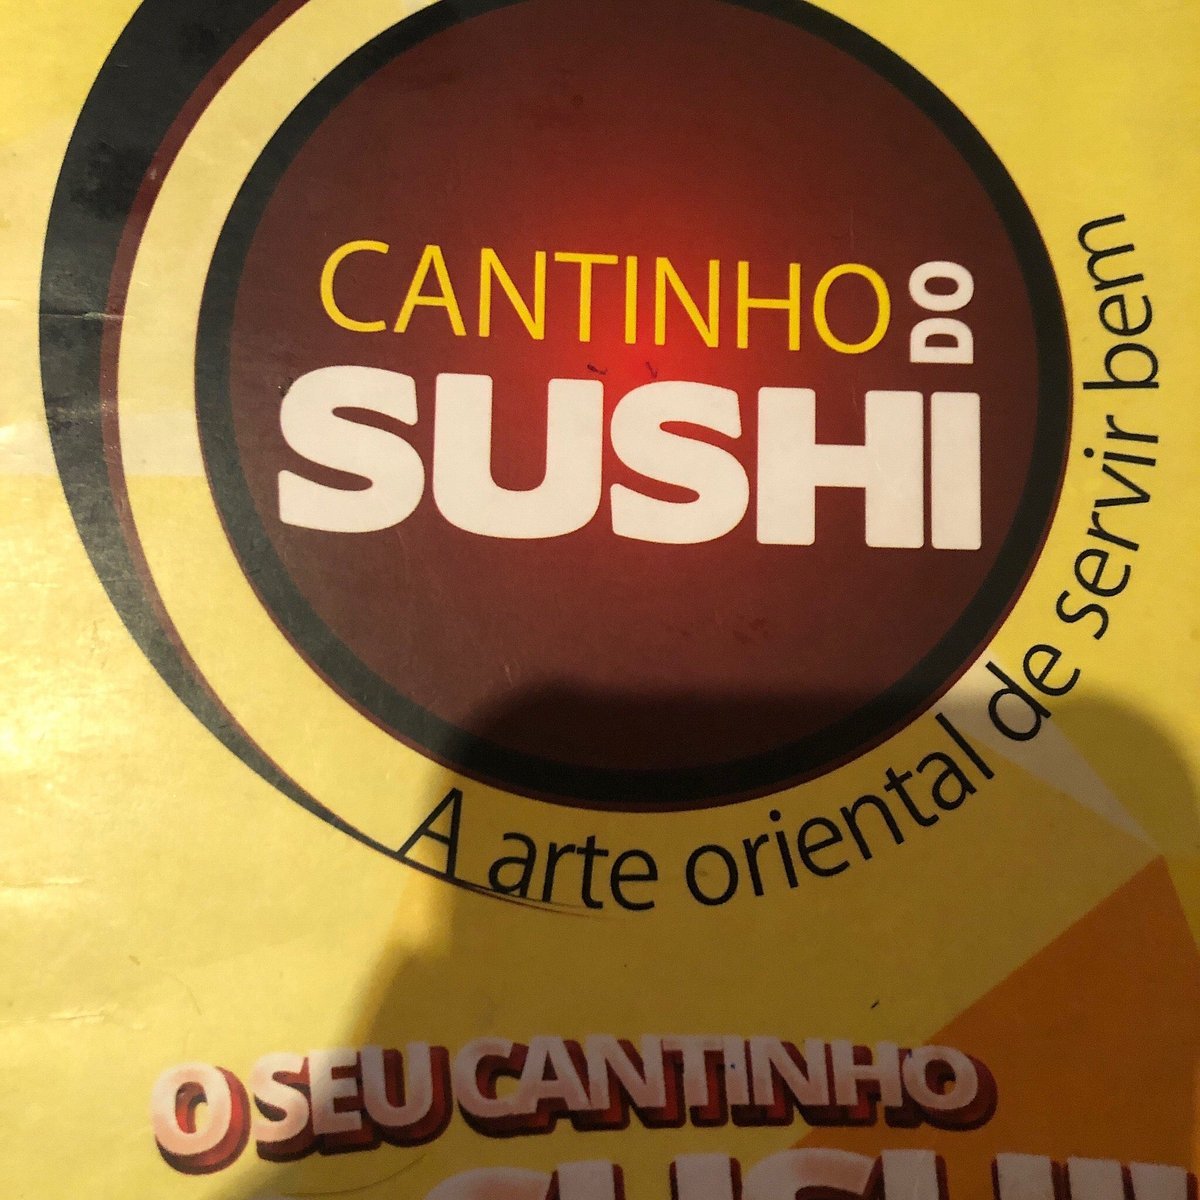 CANTINHO DO
SUSHI
A arte oriental de servir bem
O SEU CANTINHO